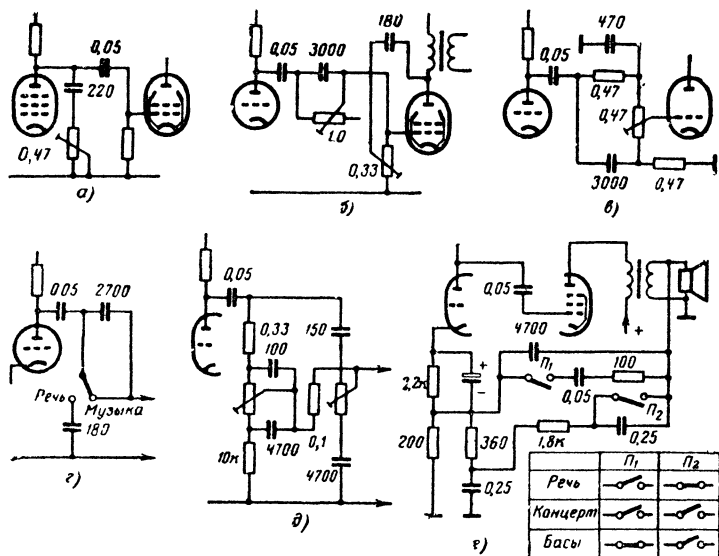 0,05
220
0,47
а)
0,05
3000
180
1.0
0,33
б)
470
0,05
0,47
0,47
3000
0,47
в)
0,05
2700
Речь
Музыка
180
г)
0,05
0,33
100
150
4700
0,1
10к
4700
д)
0,05
4700
+
+
-
П₁
100
0,05
П₂
2,2к
200
360
1,8к
0,25
0,25
П₁ П₂
Речь
Концерт
Басы